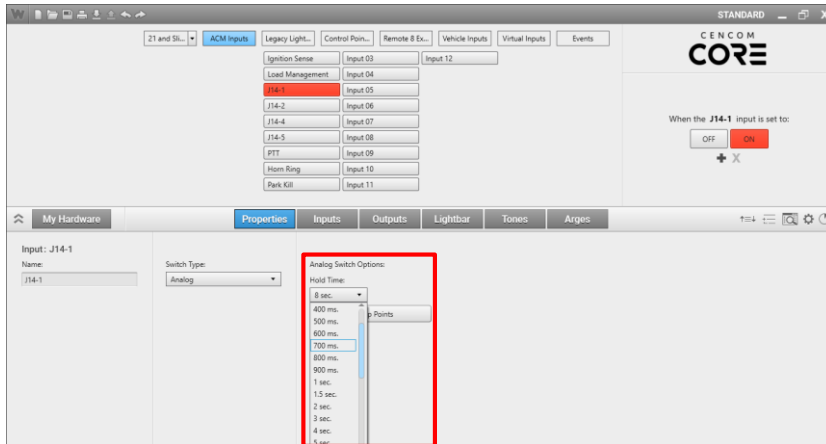 STANDARD
21 and Sli...
ACM Inputs
Legacy Light...
Control Poin...
Remote 8 Ex...
Vehicle Inputs
Virtual Inputs
Events
Ignition Sense
Input 03
Input 12
Load Management
Input 04
J14-1
Input 05
J14-2
Input 06
J14-4
Input 07
J14-5
Input 08
PTT
Input 09
Horn Ring
Input 10
Park Kill
Input 11
CENCOM
CORE
When the J14-1 input is set to:
OFF
ON
My Hardware
Properties
Inputs
Outputs
Lightbar
Tones
Arges
Input: J14-1
Name:
J14-1
Switch Type:
Analog
Analog Switch Options:
Hold Time:
8 sec.
p Points
400 ms.
500 ms.
600 ms.
700 ms.
800 ms.
900 ms.
1 sec.
1.5 sec.
2 sec.
3 sec.
4 sec.
5 sec.